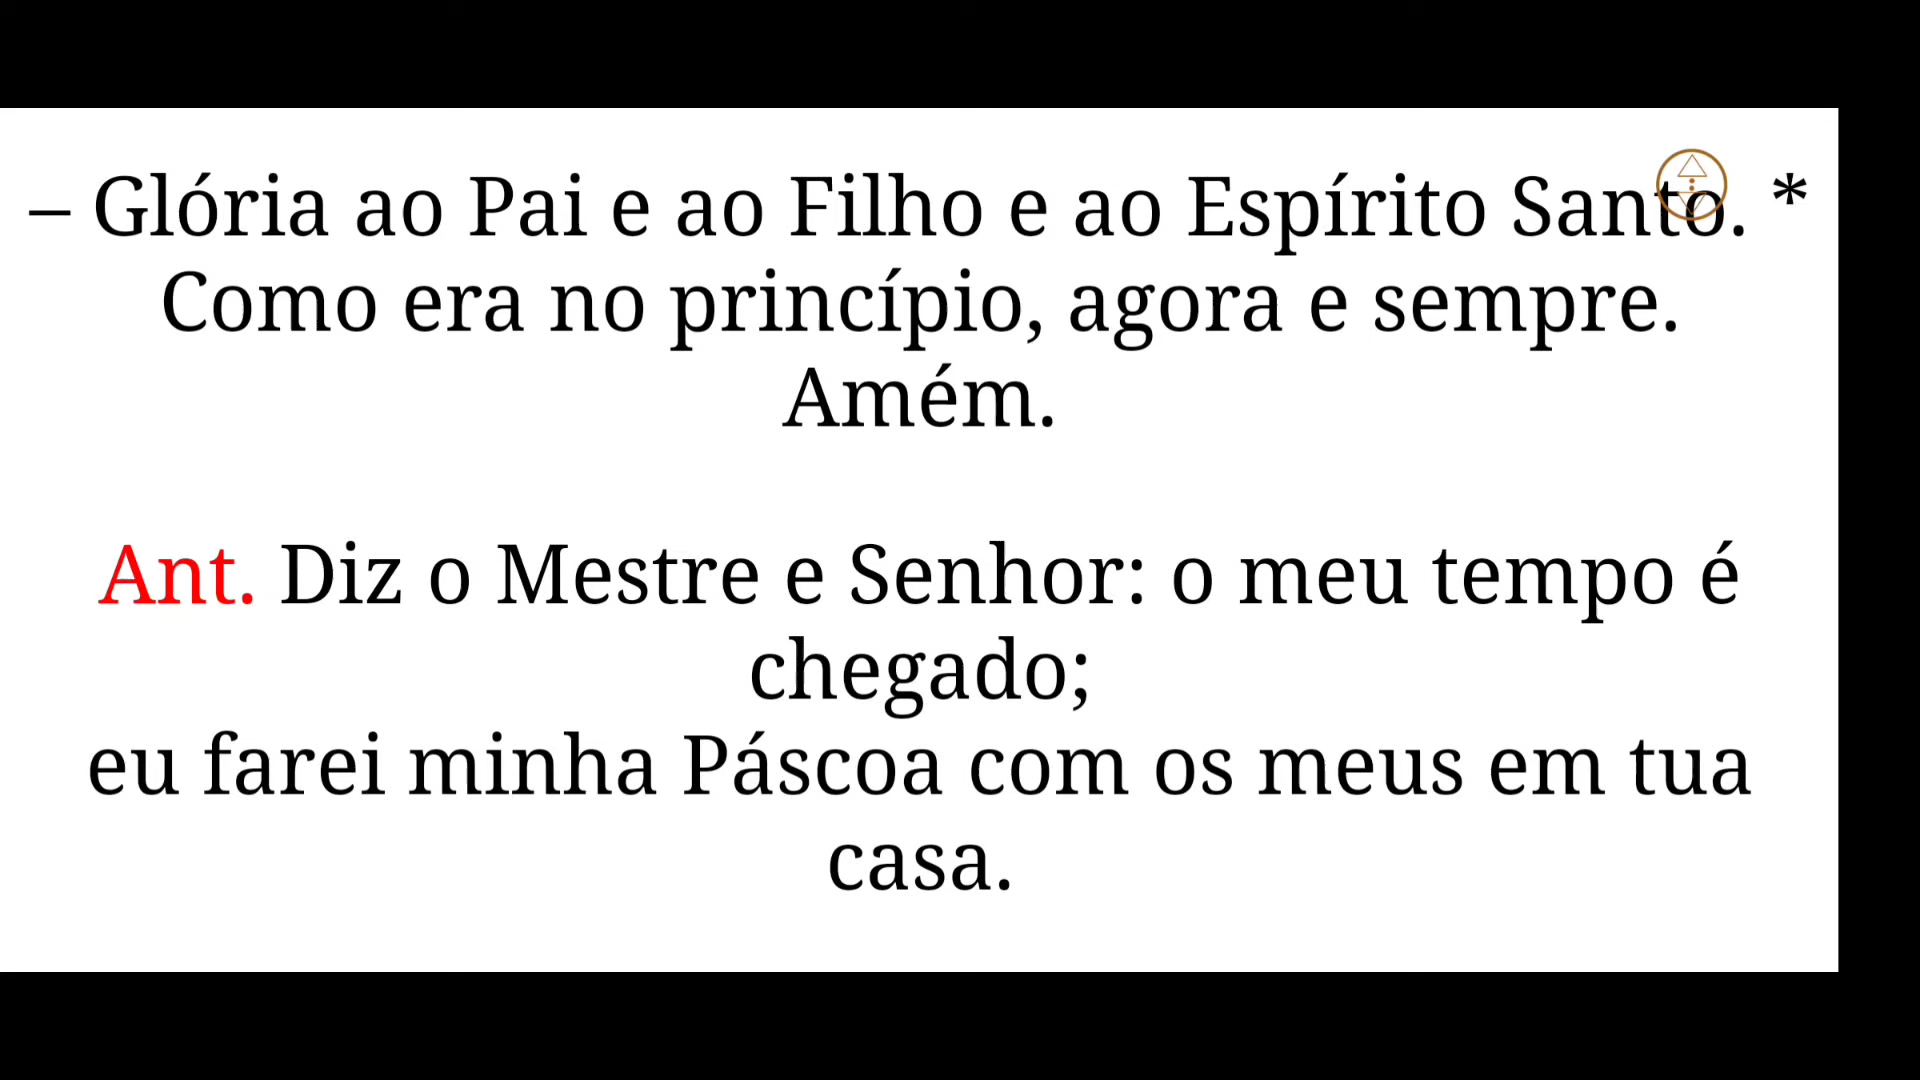 – Glória ao Pai e ao Filho e ao Espírito Santo. *
Como era no princípio, agora e sempre.
Amém.
Ant. Diz o Mestre e Senhor: o meu tempo é
chegado;
eu farei minha Páscoa com os meus em tua
casa.